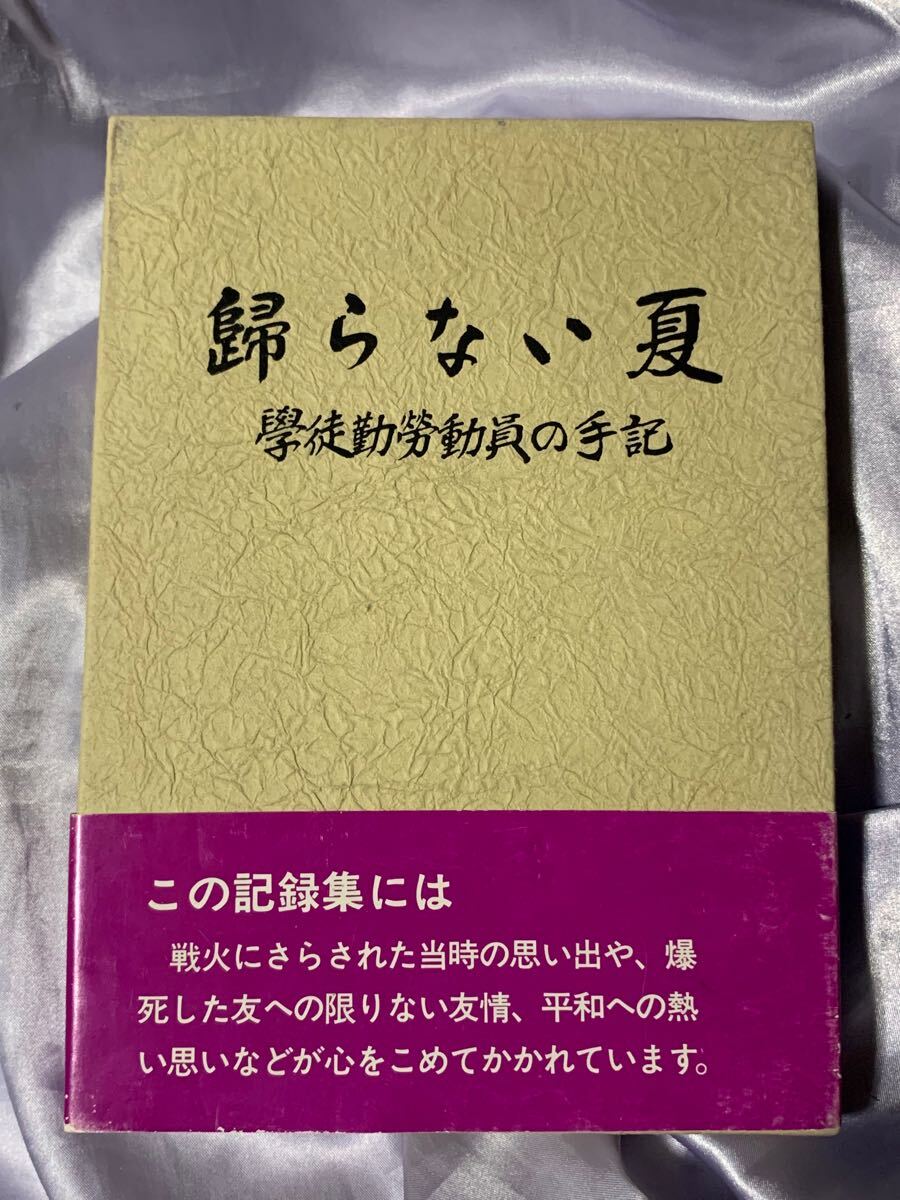 歸らない夏
學徒勤勞動員の手記
この記録集には
戦火にさらされた当時の思い出や、爆
死した友への限りない友情、平和への熱
い思いなどが心をこめてかかれています。